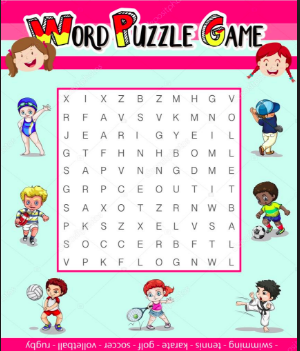 WORD PUZZLE GAME
X I X Z B Z M H G V
R F A V S V K M N O
J E A R I G Y E I L
G T F H N H B O M L
S A P V N N G D M E
G R P C E O U T I T
S A X O T Z R N W B
P K S Z X E L V S A
S O C C E R B F T L
V P K F L O G N W L
- swimming - tennis - karate - golf - soccer - volleyball - rugby